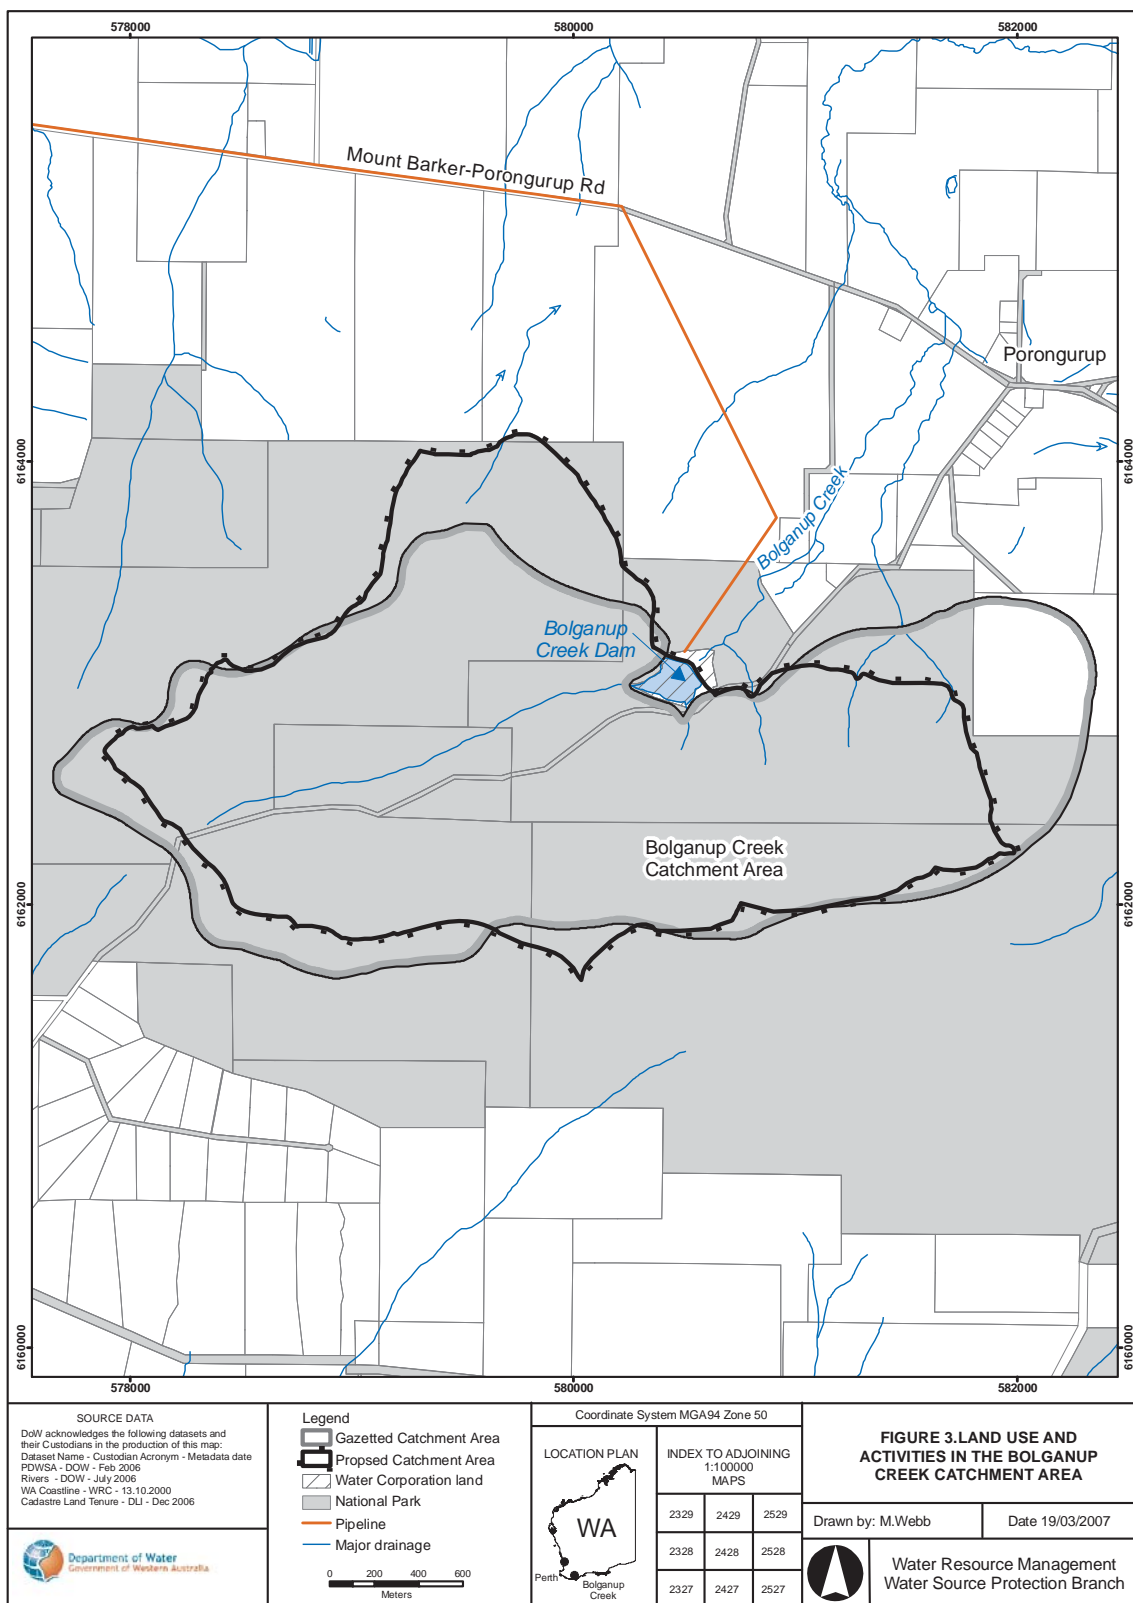 578000
580000
582000
Mount Barker-Porongurup Rd
Porongurup
6164000
6164000
Bolganup Creek
Bolganup
Creek Dam
Bolganup Creek
Catchment Area
6162000
6162000
6160000
6160000
578000
580000
582000
SOURCE DATA
DoW acknowledges the following datasets and
their Custodians in the production of this map:
Dataset Name - Custodian Acronym - Metadata date
PDWSA - DOW - Feb 2006
Rivers - DOW - July 2006
WA Coastline - WRC - 13.10.2000
Cadastre Land Tenure - DLI - Dec 2006
Department of Water
Government of Western Australia
Legend
Gazetted Catchment Area
Propsed Catchment Area
Water Corporation land
National Park
Pipeline
Major drainage
0 200 400 600
Meters
Coordinate System MGA94 Zone 50
LOCATION PLAN
WA
Perth
Bolganup
Creek
INDEX TO ADJOINING
1:100000
MAPS
2329 2429 2529
2328 2428 2528
2327 2427 2527
FIGURE 3.LAND USE AND
ACTIVITIES IN THE BOLGANUP
CREEK CATCHMENT AREA
Drawn by: M.Webb
Date 19/03/2007
Water Resource Management
Water Source Protection Branch